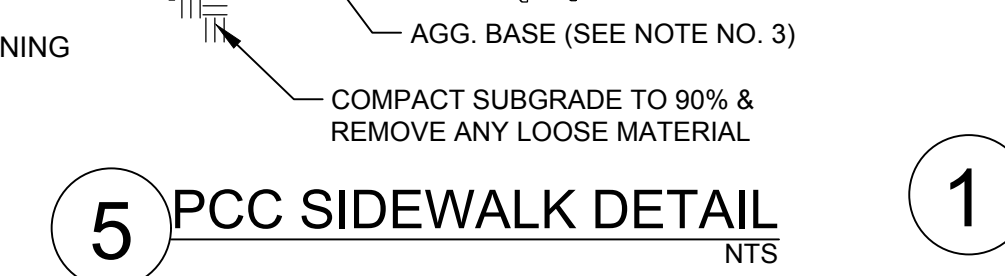 AGG. BASE (SEE NOTE NO. 3)
NING
COMPACT SUBGRADE TO 90% &
REMOVE ANY LOOSE MATERIAL
5 PCC SIDEWALK DETAIL
NTS
1